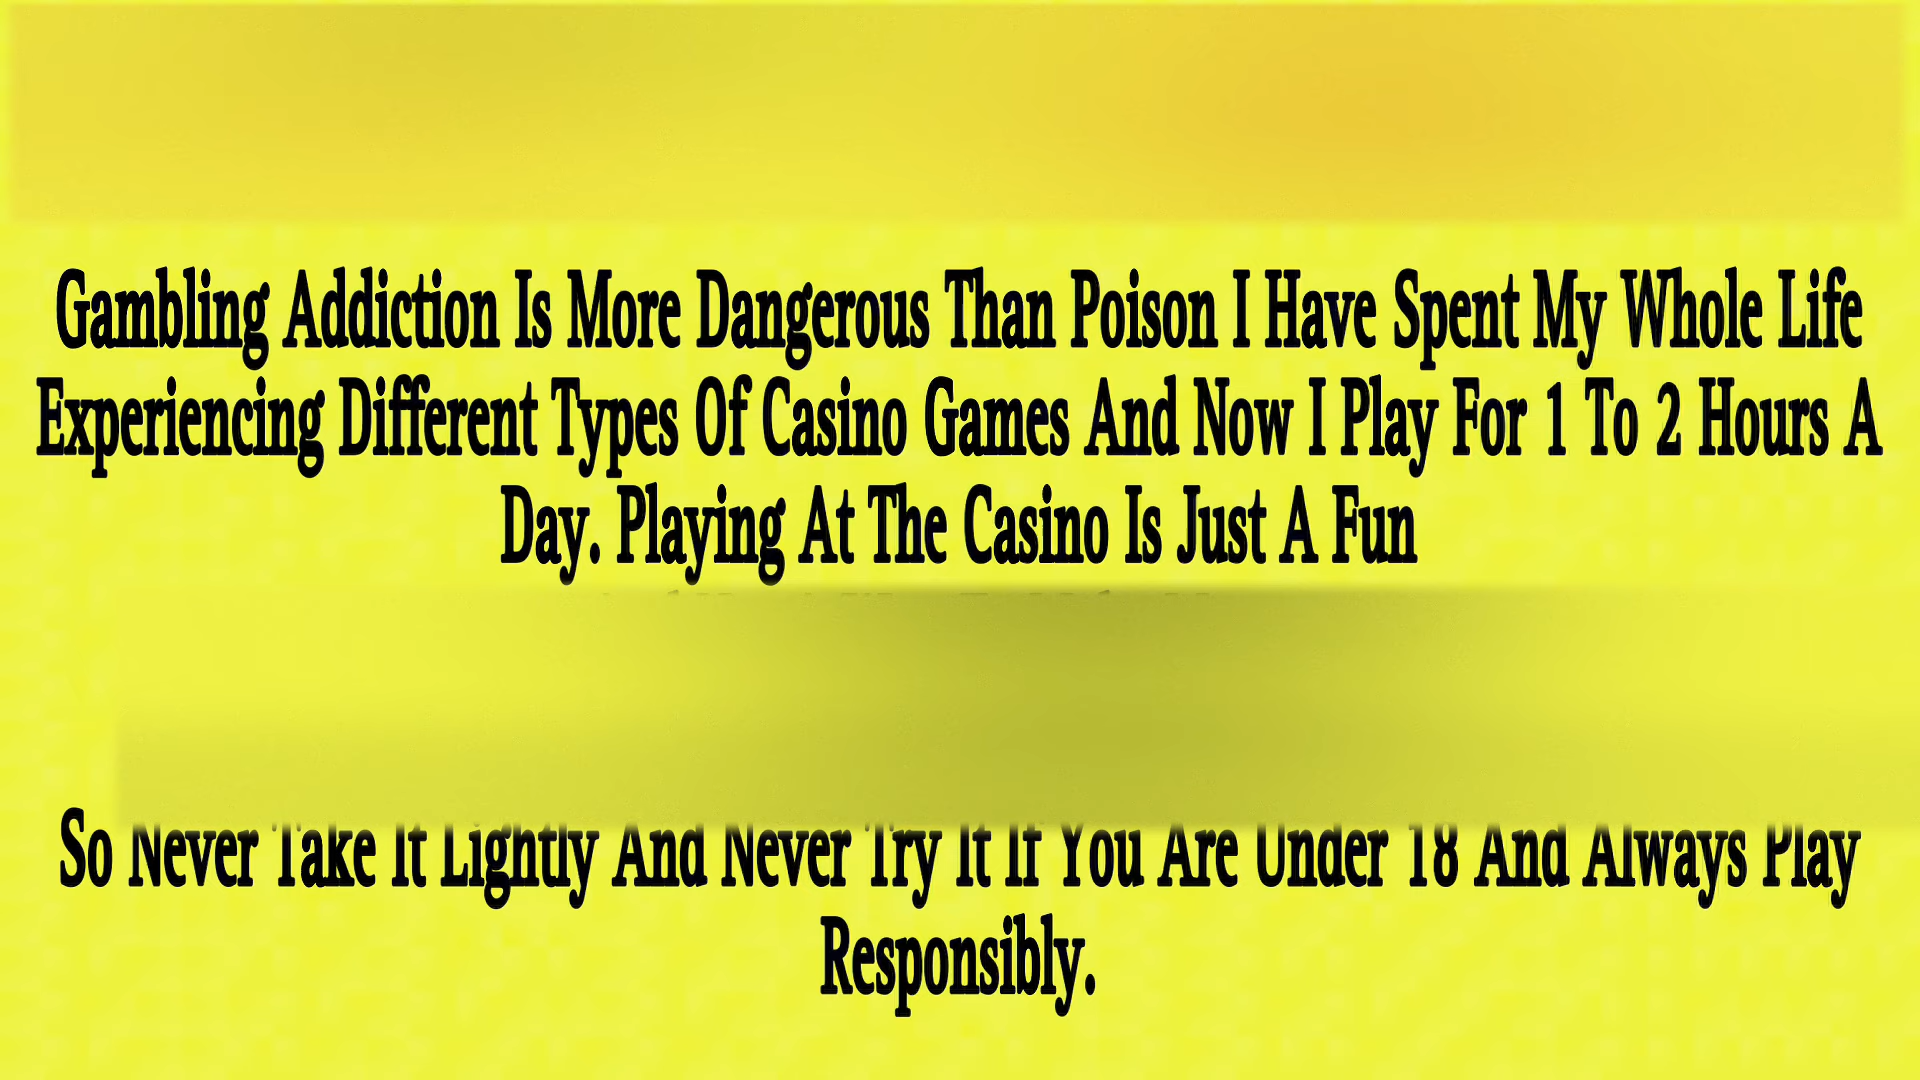 Gambling Addiction Is More Dangerous Than Poison I Have Spent My Whole Life
Experiencing Different Types Of Casino Games And Now I Play For 1 To 2 Hours A
Day. Playing At The Casino Is Just A Fun
So Never Take It Lightly And Never Try It If You Are Under 18 And Always Play
Responsibly.